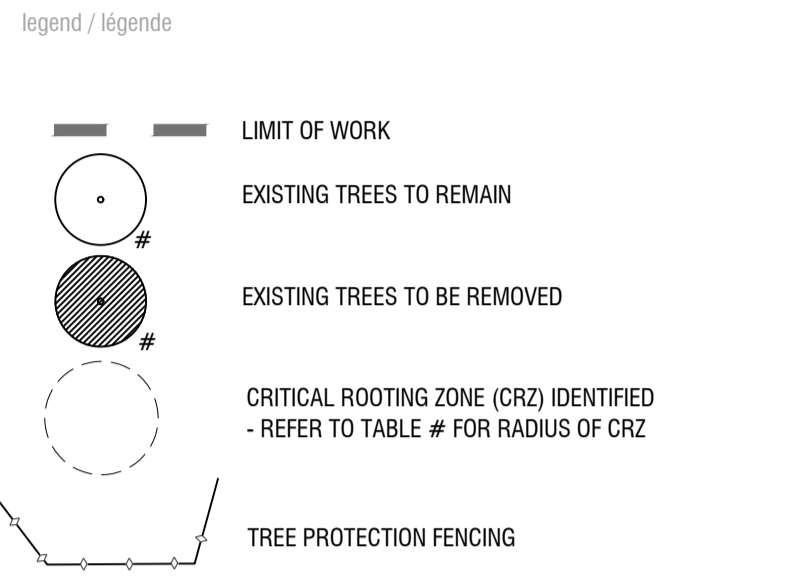 legend / légende
LIMIT OF WORK
EXISTING TREES TO REMAIN
#
EXISTING TREES TO BE REMOVED
#
CRITICAL ROOTING ZONE (CRZ) IDENTIFIED
- REFER TO TABLE # FOR RADIUS OF CRZ
TREE PROTECTION FENCING